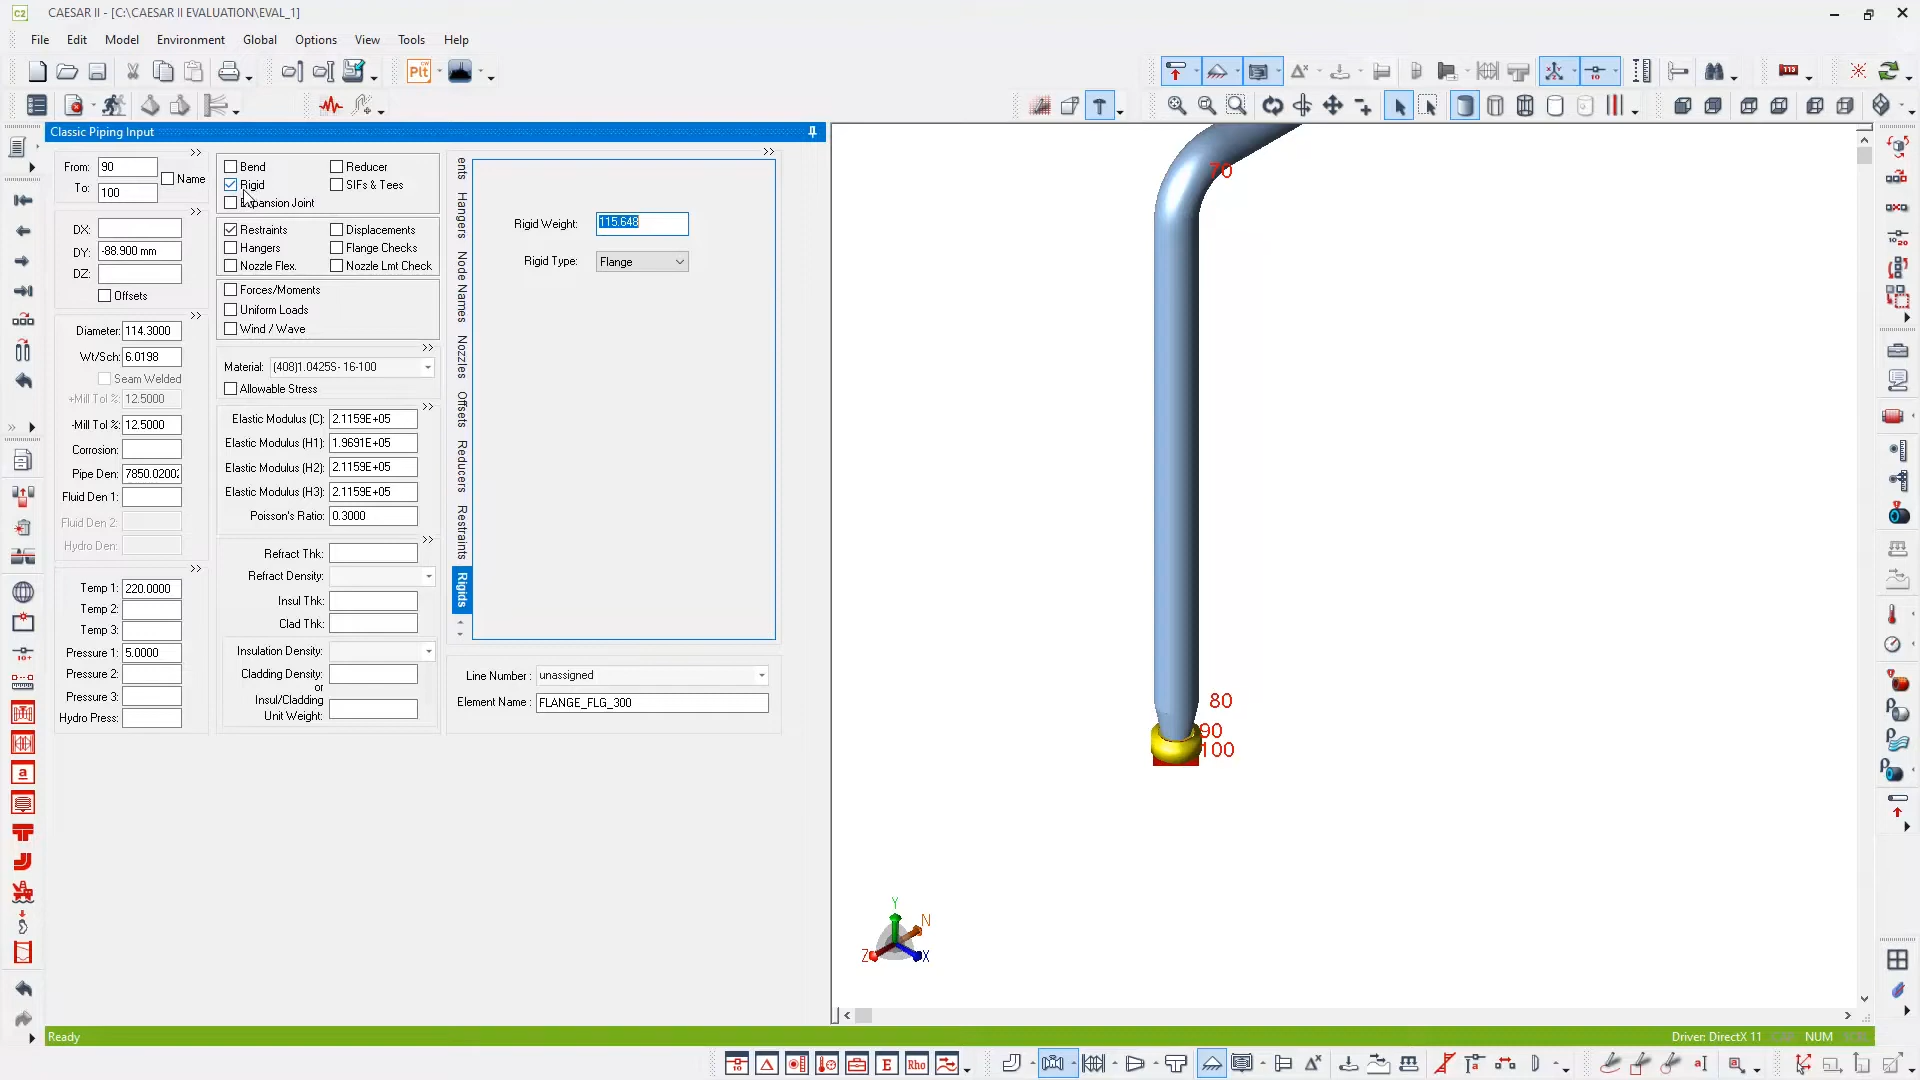 C2 CAESAR II - [C:\CAESAR II EVALUATION\EVAL_1]
File Edit Model Environment Global Options View Tools Help
Plt
Classic Piping Input
From: 90
To: 100
Name
DX:
DY: -88.900 mm
DZ:
Offsets
Diameter: 114.3000
Wt/Sch: 6.0198
Seam Welded
+Mill Tol %: 12.5000
-Mill Tol %: 12.5000
Corrosion:
Pipe Den: 7850.0200
Fluid Den 1:
Fluid Den 2:
Hydro Den:
Temp 1: 220.0000
Temp 2:
Temp 3:
Pressure 1: 5.0000
Pressure 2:
Pressure 3:
Hydro Press:
Bend Reducer
Rigid SIFs & Tees
Expansion Joint
Restraints Displacements
Hangers Flange Checks
Nozzle Flex. Nozzle Lmt Check
Forces/Moments
Uniform Loads
Wind / Wave
Material: (408)1.0425S- 16-100
Allowable Stress
Elastic Modulus (C): 2.1159E+05
Elastic Modulus (H1): 1.9691E+05
Elastic Modulus (H2): 2.1159E+05
Elastic Modulus (H3): 2.1159E+05
Poisson's Ratio: 0.3000
Refract Thk:
Refract Density:
Insul Thk:
Clad Thk:
Insulation Density:
Cladding Density:
or
Insul/Cladding
Unit Weight:
ents
Hangers
Node Names
Nozzles
Offsets
Reducers
Restraints
Rigids
Rigid Weight: 115.648
Rigid Type: Flange
Line Number : unassigned
Element Name : FLANGE_FLG_300
70
80
90
100
Y
N
Z
X
Ready
Driver: DirectX 11 NUM
E Rho